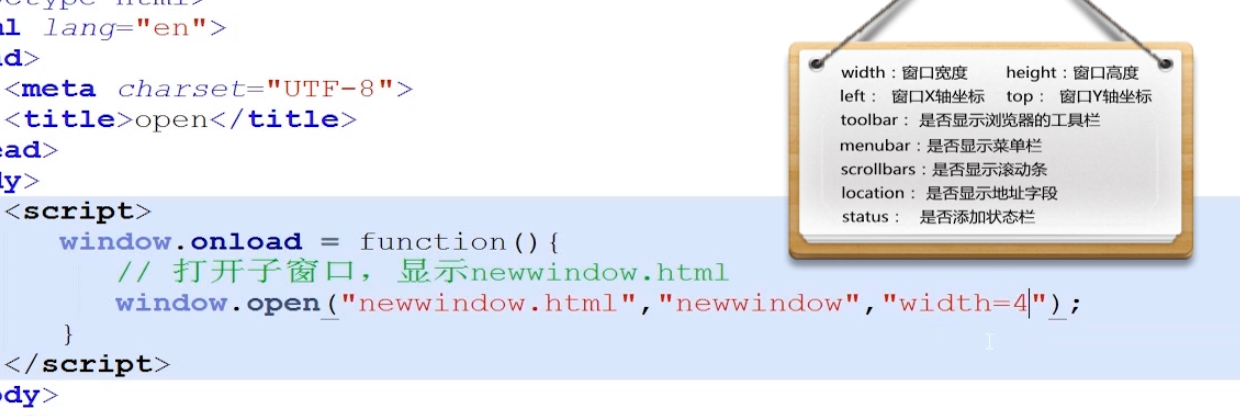 ml lang="en">
ad>
<meta charset="UTF-8">
<title>open</title>
ead>
dy>
<script>
window.onload = function(){
// 打开子窗口，显示newwindow.html
window.open("newwindow.html","newwindow","width=4");
}
</script>
ody>
width：窗口宽度 height：窗口高度
left： 窗口X轴坐标 top： 窗口Y轴坐标
toolbar： 是否显示浏览器的工具栏
menubar：是否显示菜单栏
scrollbars：是否显示滚动条
location： 是否显示地址字段
status： 是否添加状态栏